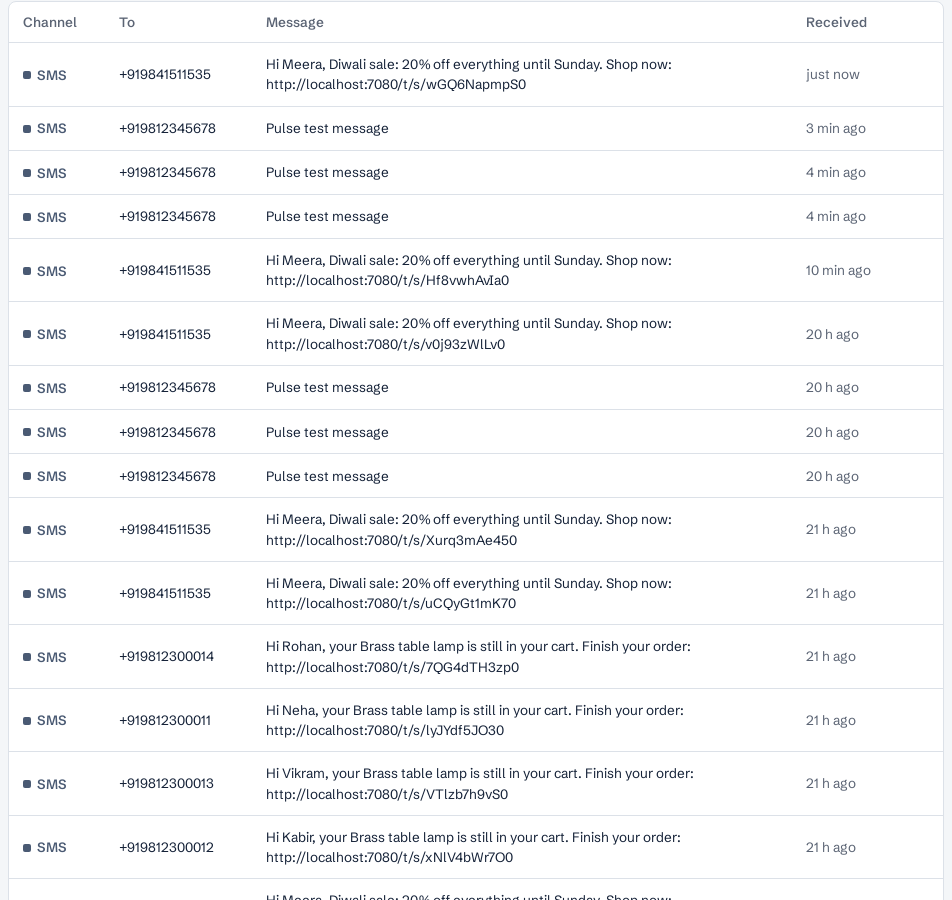 Channel To Message Received
SMS +919841511535 Hi Meera, Diwali sale: 20% off everything until Sunday. Shop now: just now
http://localhost:7080/t/s/wGQ6NapmpS0
SMS +919812345678 Pulse test message 3 min ago
SMS +919812345678 Pulse test message 4 min ago
SMS +919812345678 Pulse test message 4 min ago
SMS +919841511535 Hi Meera, Diwali sale: 20% off everything until Sunday. Shop now: 10 min ago
http://localhost:7080/t/s/Hf8vwhAvIa0
SMS +919841511535 Hi Meera, Diwali sale: 20% off everything until Sunday. Shop now: 20 h ago
http://localhost:7080/t/s/v0j93zWlLv0
SMS +919812345678 Pulse test message 20 h ago
SMS +919812345678 Pulse test message 20 h ago
SMS +919812345678 Pulse test message 20 h ago
SMS +919841511535 Hi Meera, Diwali sale: 20% off everything until Sunday. Shop now: 21 h ago
http://localhost:7080/t/s/Xurq3mAe450
SMS +919841511535 Hi Meera, Diwali sale: 20% off everything until Sunday. Shop now: 21 h ago
http://localhost:7080/t/s/uCQyGt1mK70
SMS +919812300014 Hi Rohan, your Brass table lamp is still in your cart. Finish your order: 21 h ago
http://localhost:7080/t/s/7QG4dTH3zp0
SMS +919812300011 Hi Neha, your Brass table lamp is still in your cart. Finish your order: 21 h ago
http://localhost:7080/t/s/lyJYdf5JO30
SMS +919812300013 Hi Vikram, your Brass table lamp is still in your cart. Finish your order: 21 h ago
http://localhost:7080/t/s/VTlzb7h9vS0
SMS +919812300012 Hi Kabir, your Brass table lamp is still in your cart. Finish your order: 21 h ago
http://localhost:7080/t/s/xNlV4bWr7O0
Hi Meera, Diwali sale: 20% off everything until Sunday. Shop now: